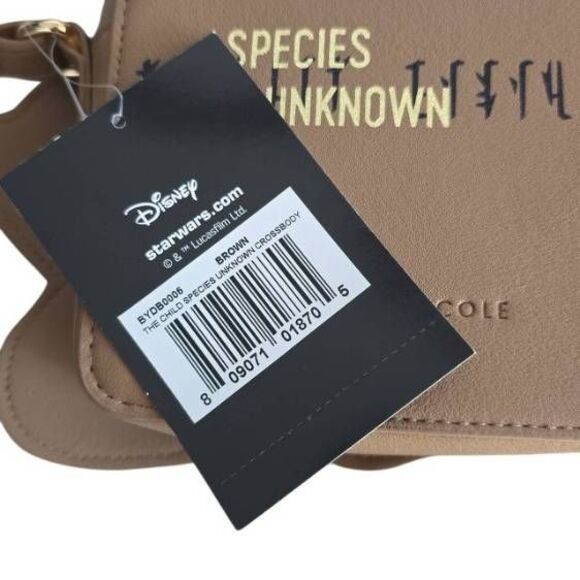 SPECIES
UNKNOWN
COLE
Disney
starwars.com
© & ™ Lucasfilm Ltd.
BYDB0006 BROWN
THE CHILD SPECIES UNKNOWN CROSSBODY
8 09071 01870 5